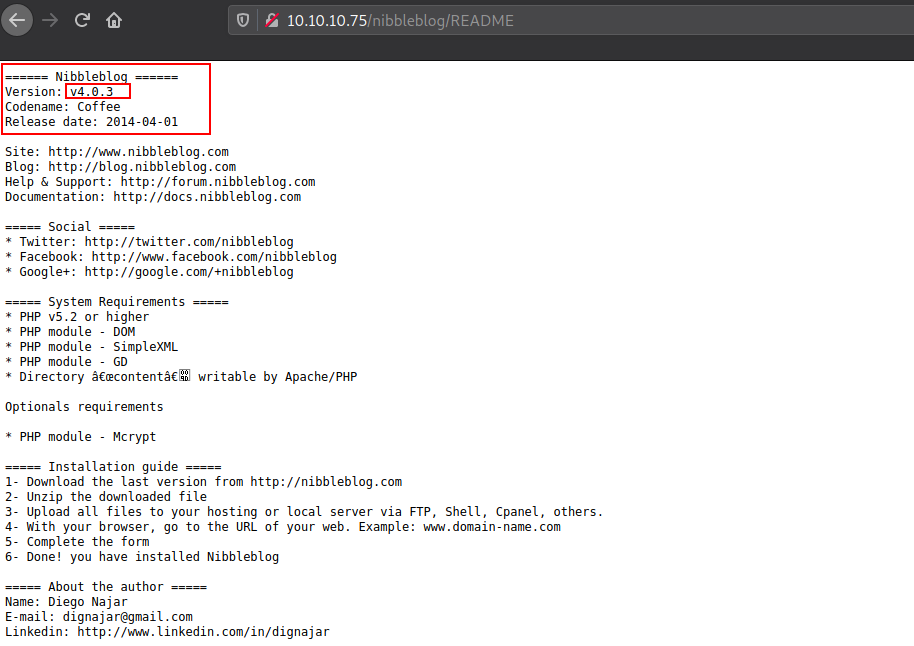 10.10.10.75/nibbleblog/README
====== Nibbleblog ======
Version: v4.0.3
Codename: Coffee
Release date: 2014-04-01
Site: http://www.nibbleblog.com
Blog: http://blog.nibbleblog.com
Help & Support: http://forum.nibbleblog.com
Documentation: http://docs.nibbleblog.com
===== Social =====
* Twitter: http://twitter.com/nibbleblog
* Facebook: http://www.facebook.com/nibbleblog
* Google+: http://google.com/+nibbleblog
===== System Requirements =====
* PHP v5.2 or higher
* PHP module - DOM
* PHP module - SimpleXML
* PHP module - GD
* Directory â€œcontentâ€ writable by Apache/PHP
Optionals requirements
* PHP module - Mcrypt
===== Installation guide =====
1- Download the last version from http://nibbleblog.com
2- Unzip the downloaded file
3- Upload all files to your hosting or local server via FTP, Shell, Cpanel, others.
4- With your browser, go to the URL of your web. Example: www.domain-name.com
5- Complete the form
6- Done! you have installed Nibbleblog
===== About the author =====
Name: Diego Najar
E-mail: dignajar@gmail.com
Linkedin: http://www.linkedin.com/in/dignajar